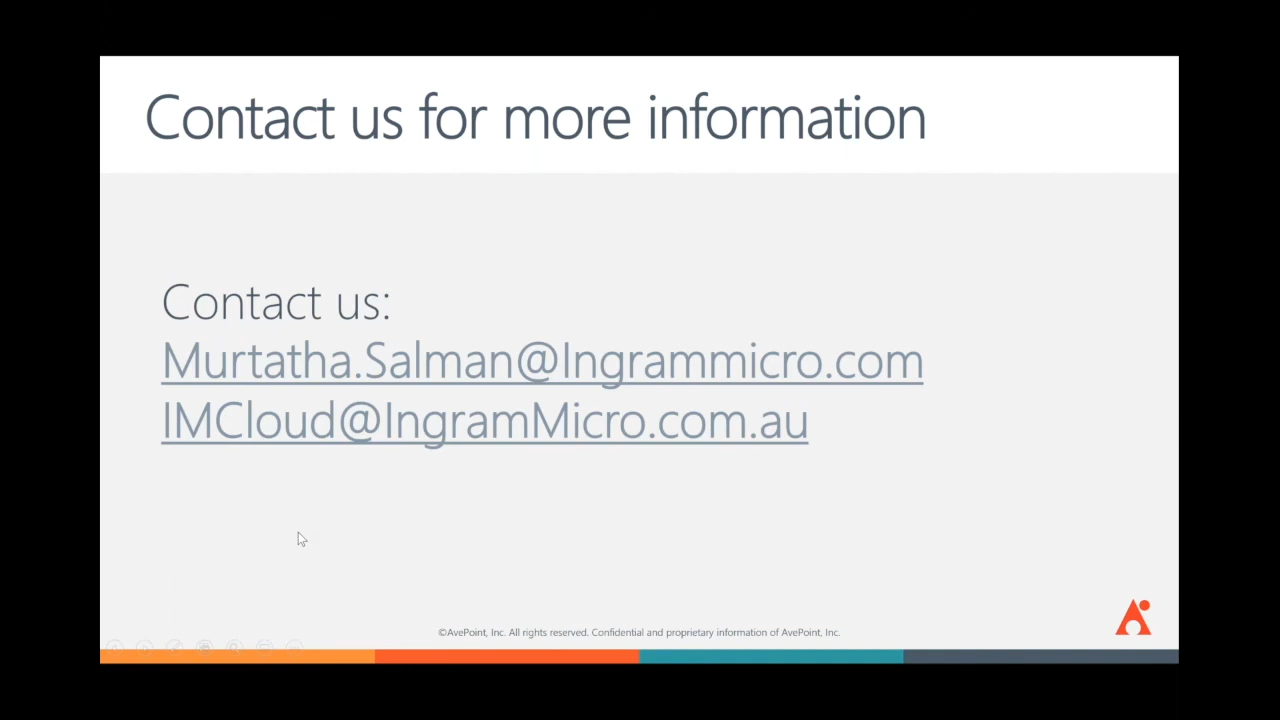 Contact us for more information
Contact us:
Murtatha.Salman@Ingrammicro.com
IMCloud@IngramMicro.com.au
©AvePoint, Inc. All rights reserved. Confidential and proprietary information of AvePoint, Inc.